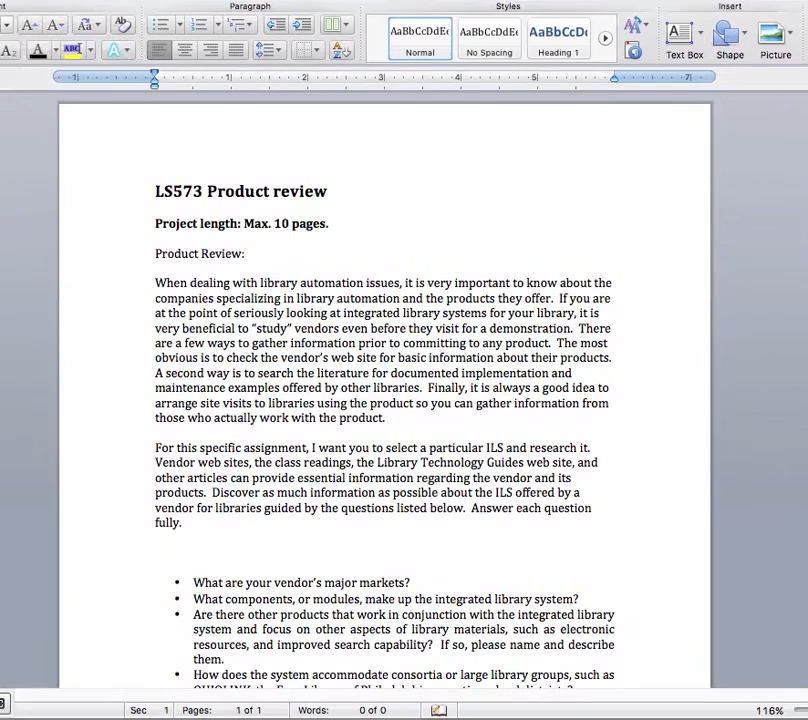 Paragraph
Styles
Insert
AaBbCcDdEe
AaBbCcDdEe
AaBbCcDc
Normal
No Spacing
Heading 1
Text Box
Shape
Picture
LS573 Product review
Project length: Max. 10 pages.
Product Review:
When dealing with library automation issues, it is very important to know about the
companies specializing in library automation and the products they offer.  If you are
at the point of seriously looking at integrated library systems for your library, it is
very beneficial to “study” vendors even before they visit for a demonstration.  There
are a few ways to gather information prior to committing to any product.  The most
obvious is to check the vendor’s web site for basic information about their products.
A second way is to search the literature for documented implementation and
maintenance examples offered by other libraries.  Finally, it is always a good idea to
arrange site visits to libraries using the product so you can gather information from
those who actually work with the product.
For this specific assignment, I want you to select a particular ILS and research it.
Vendor web sites, the class readings, the Library Technology Guides web site, and
other articles can provide essential information regarding the vendor and its
products.  Discover as much information as possible about the ILS offered by a
vendor for libraries guided by the questions listed below.  Answer each question
fully.
• What are your vendor’s major markets?
• What components, or modules, make up the integrated library system?
• Are there other products that work in conjunction with the integrated library
system and focus on other aspects of library materials, such as electronic
resources, and improved search capability?  If so, please name and describe
them.
• How does the system accommodate consortia or large library groups, such as
Sec 1 Pages: 1 of 1 Words: 0 of 0 116%